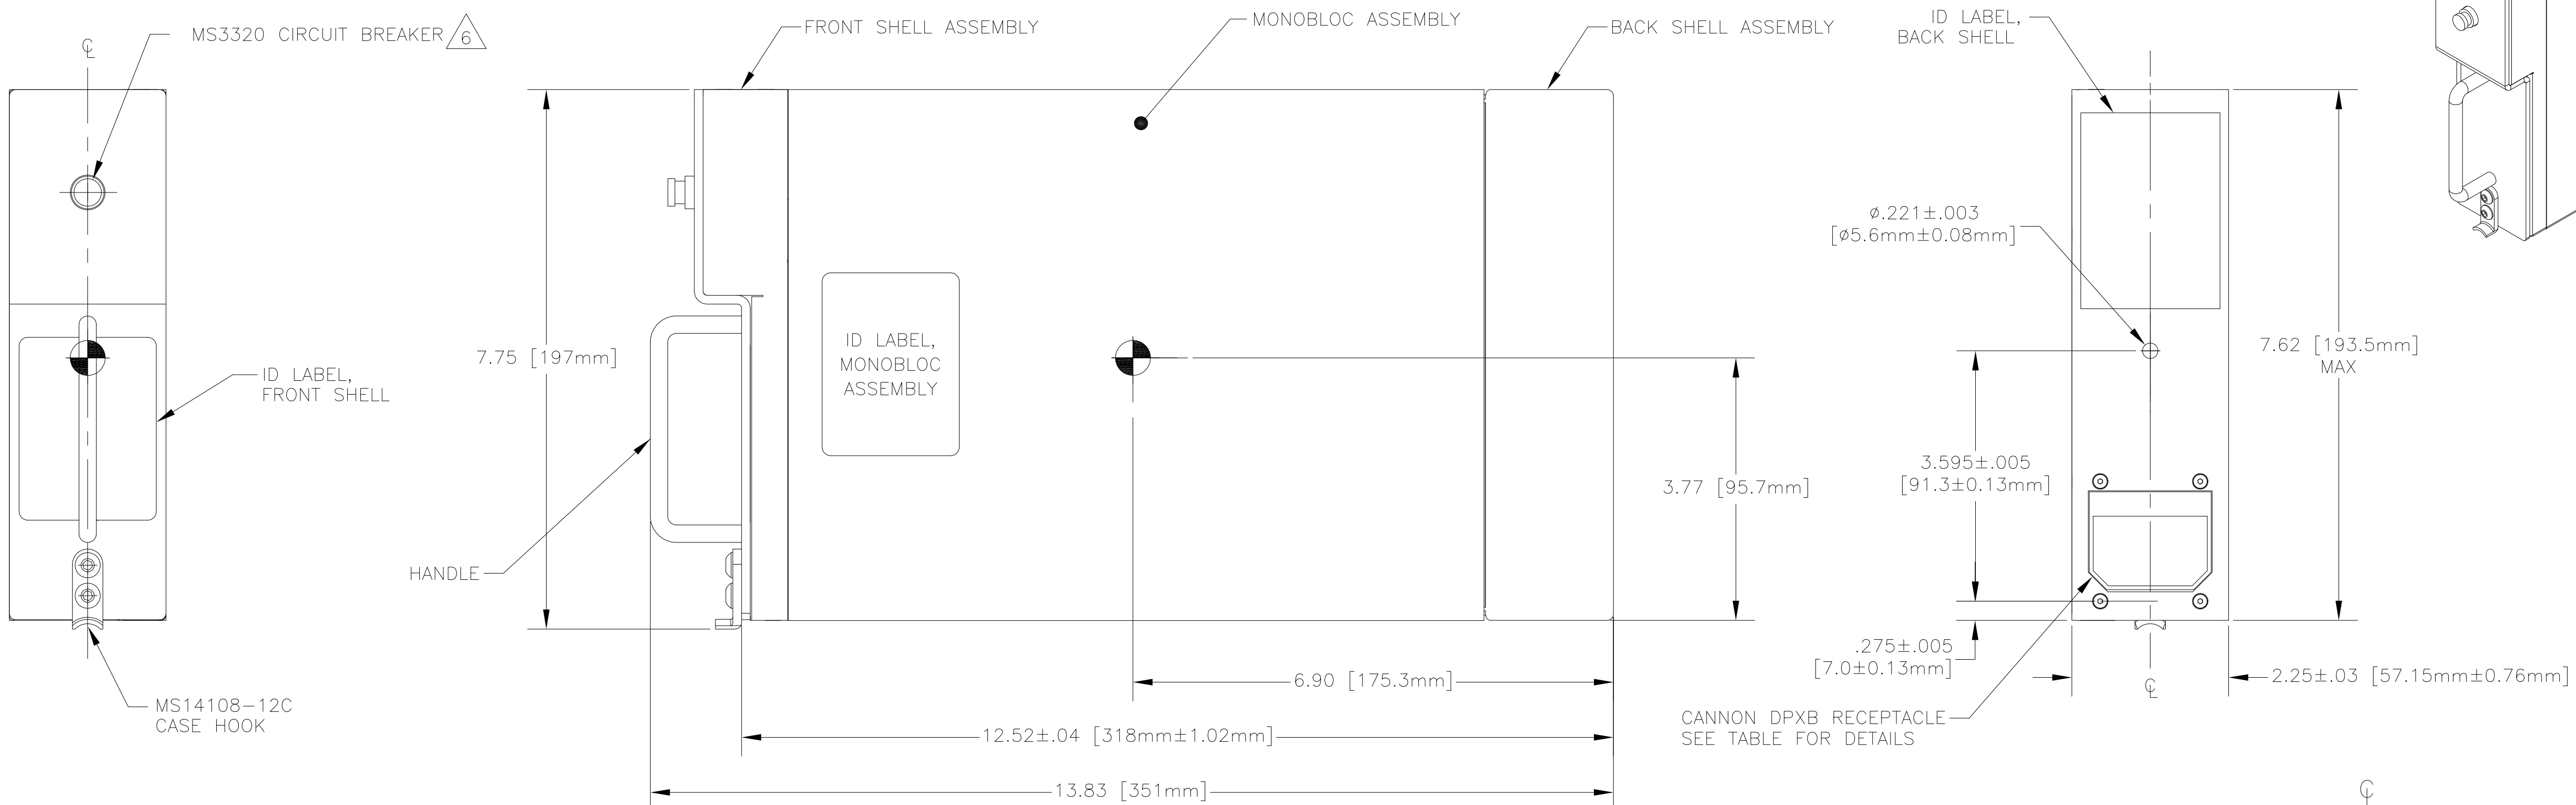 MS3320 CIRCUIT BREAKER 6
℄
ID LABEL,
FRONT SHELL
MS14108-12C
CASE HOOK
FRONT SHELL ASSEMBLY
MONOBLOC ASSEMBLY
BACK SHELL ASSEMBLY
7.75 [197mm]
HANDLE
ID LABEL,
MONOBLOC
ASSEMBLY
3.77 [95.7mm]
6.90 [175.3mm]
12.52±.04 [318mm±1.02mm]
13.83 [351mm]
ID LABEL,
BACK SHELL
ø.221±.003
[ø5.6mm±0.08mm]
7.62 [193.5mm]
MAX
3.595±.005
[91.3±0.13mm]
.275±.005
[7.0±0.13mm]
℄
2.25±.03 [57.15mm±0.76mm]
CANNON DPXB RECEPTACLE
SEE TABLE FOR DETAILS
℄